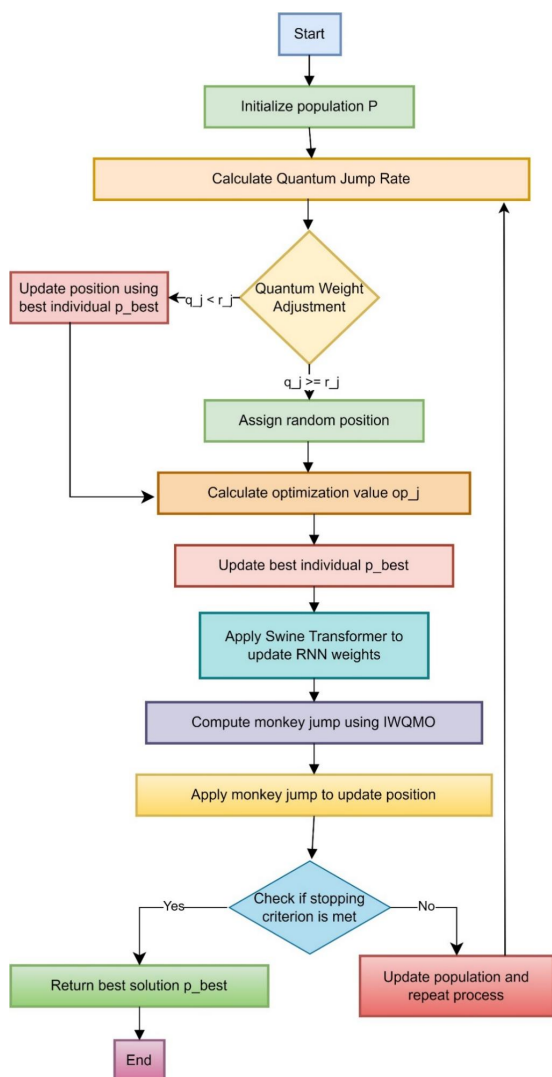 Start
Initialize population P
Calculate Quantum Jump Rate
Quantum Weight
Adjustment
Update position using
best individual p_best
q_j < r_j
q_j >= r_j
Assign random position
Calculate optimization value op_j
Update best individual p_best
Apply Swine Transformer to
update RNN weights
Compute monkey jump using IWQMO
Apply monkey jump to update position
Check if stopping
criterion is met
Yes
No
Return best solution p_best
Update population and
repeat process
End